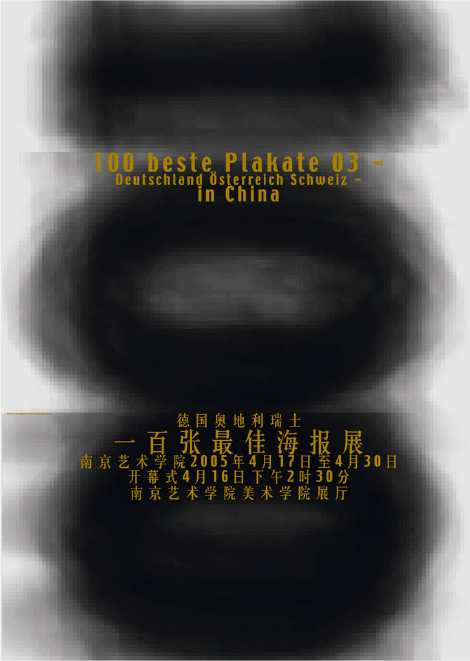 100 beste Plakate 03 –
Deutschland Österreich Schweiz –
in China
德国奥地利瑞士
一百张最佳海报展
南京艺术学院2005年4月17日至4月30日
开幕式4月16日下午2时30分
南京艺术学院美术学院展厅